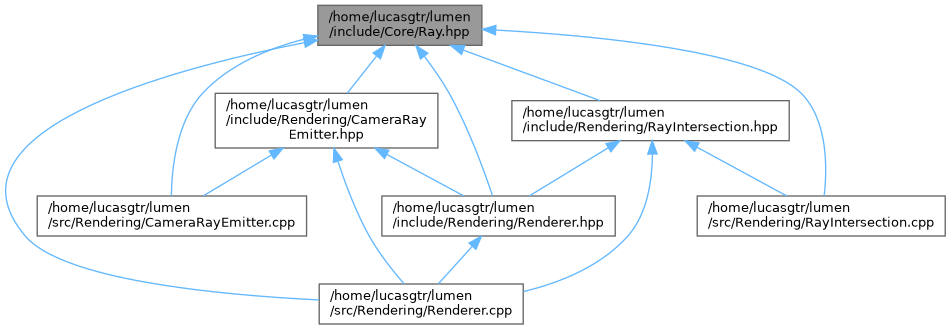 /home/lucasgtr/lumen
/include/Core/Ray.hpp
/home/lucasgtr/lumen
/include/Rendering/CameraRay
Emitter.hpp
/home/lucasgtr/lumen
/include/Rendering/RayIntersection.hpp
/home/lucasgtr/lumen
/src/Rendering/CameraRayEmitter.cpp
/home/lucasgtr/lumen
/include/Rendering/Renderer.hpp
/home/lucasgtr/lumen
/src/Rendering/RayIntersection.cpp
/home/lucasgtr/lumen
/src/Rendering/Renderer.cpp